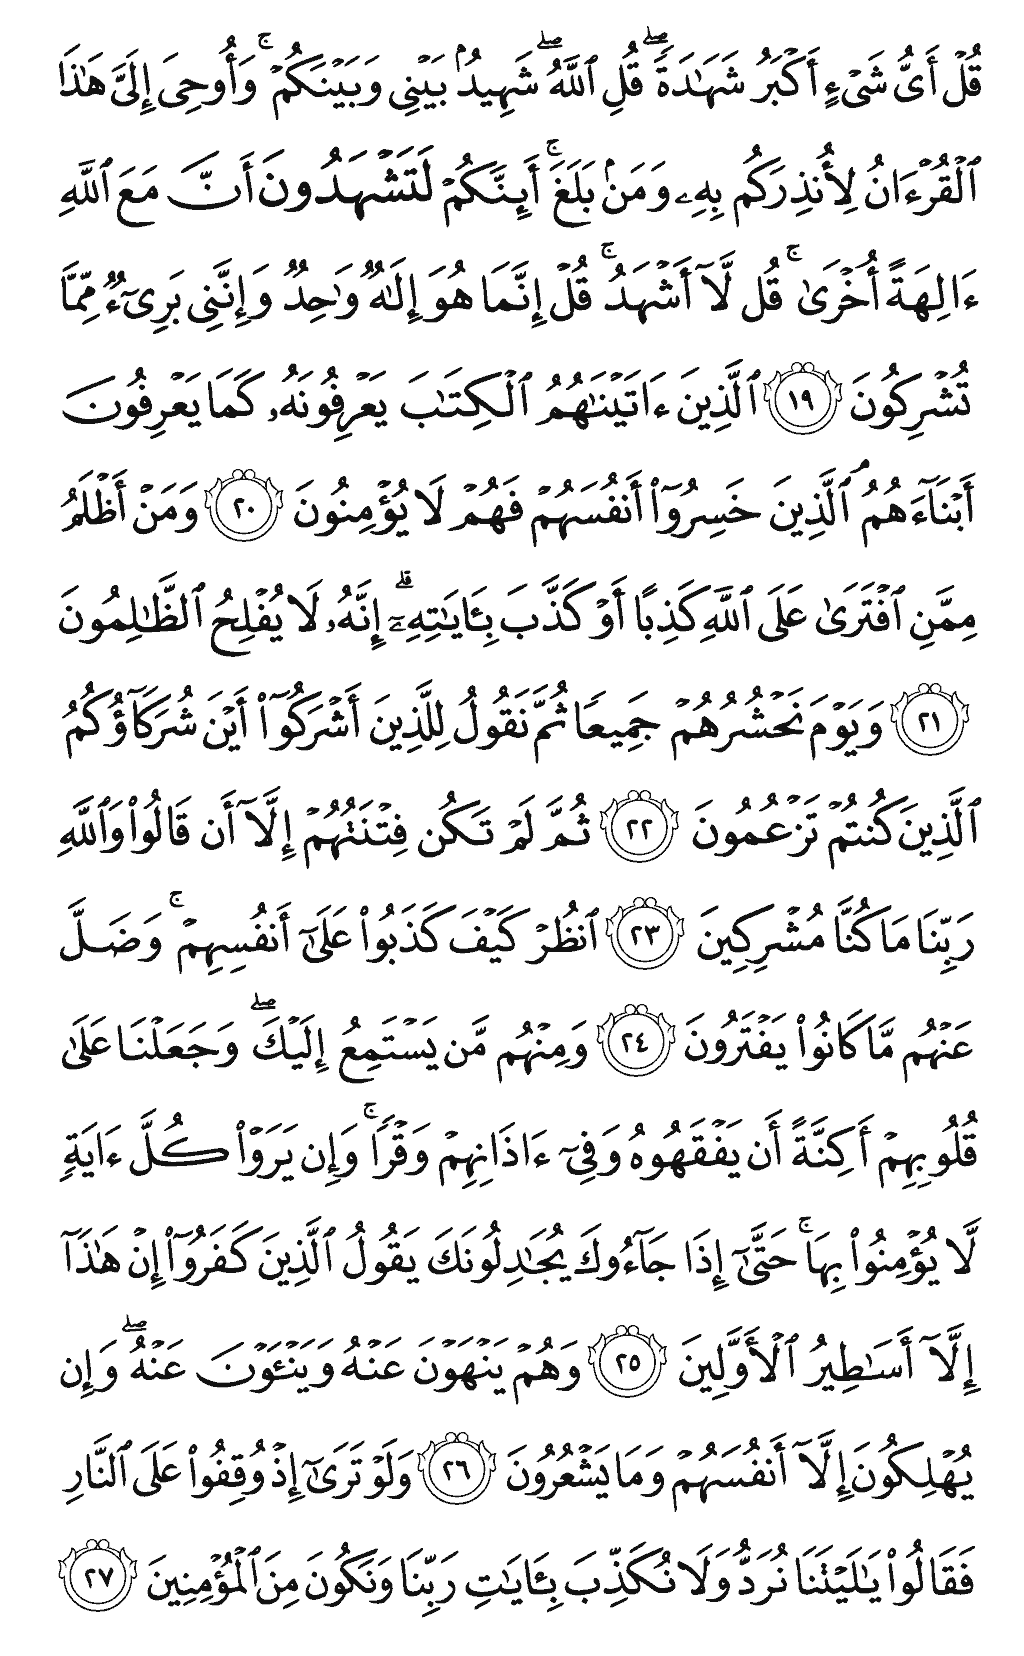 قُلْ أَىُّ شَىْءٍ أَكْبَرُ شَهَـٰدَةًۖ قُلِ ٱللَّهُۖ شَهِيدٌۢ بَيْنِى وَبَيْنَكُمْۚ وَأُوحِىَ إِلَىَّ هَـٰذَا
ٱلْقُرْءَانُ لِأُنذِرَكُم بِهِۦ وَمَنۢ بَلَغَۚ أَئِنَّكُمْ لَتَشْهَدُونَ أَنَّ مَعَ ٱللَّهِ
ءَالِهَةً أُخْرَىٰۚ قُل لَّآ أَشْهَدُۚ قُلْ إِنَّمَا هُوَ إِلَـٰهٌ وَٰحِدٌ وَإِنَّنِى بَرِىٓءٌ مِّمَّا
تُشْرِكُونَ ١٩ ٱلَّذِينَ ءَاتَيْنَـٰهُمُ ٱلْكِتَـٰبَ يَعْرِفُونَهُۥ كَمَا يَعْرِفُونَ
أَبْنَآءَهُمُ ۘ ٱلَّذِينَ خَسِرُوٓا۟ أَنفُسَهُمْ فَهُمْ لَا يُؤْمِنُونَ ٢٠ وَمَنْ أَظْلَمُ
مِمَّنِ ٱفْتَرَىٰ عَلَى ٱللَّهِ كَذِبًا أَوْ كَذَّبَ بِـَٔايَـٰتِهِۦٓۗ إِنَّهُۥ لَا يُفْلِحُ ٱلظَّـٰلِمُونَ
٢١ وَيَوْمَ نَحْشُرُهُمْ جَمِيعًا ثُمَّ نَقُولُ لِلَّذِينَ أَشْرَكُوٓا۟ أَيْنَ شُرَكَآؤُكُمُ
ٱلَّذِينَ كُنتُمْ تَزْعُمُونَ ٢٢ ثُمَّ لَمْ تَكُن فِتْنَتُهُمْ إِلَّآ أَن قَالُوا۟ وَٱللَّهِ
رَبِّنَا مَا كُنَّا مُشْرِكِينَ ٢٣ ٱنظُرْ كَيْفَ كَذَبُوا۟ عَلَىٰٓ أَنفُسِهِمْۚ وَضَلَّ
عَنْهُم مَّا كَانُوا۟ يَفْتَرُونَ ٢٤ وَمِنْهُم مَّن يَسْتَمِعُ إِلَيْكَۖ وَجَعَلْنَا عَلَىٰ
قُلُوبِهِمْ أَكِنَّةً أَن يَفْقَهُوهُ وَفِىٓ ءَاذَانِهِمْ وَقْرًاۚ وَإِن يَرَوْا۟ كُلَّ ءَايَةٍ
لَّا يُؤْمِنُوا۟ بِهَاۚ حَتَّىٰٓ إِذَا جَآءُوكَ يُجَـٰدِلُونَكَ يَقُولُ ٱلَّذِينَ كَفَرُوٓا۟ إِنْ هَـٰذَآ
إِلَّآ أَسَـٰطِيرُ ٱلْأَوَّلِينَ ٢٥ وَهُمْ يَنْهَوْنَ عَنْهُ وَيَنْـَٔوْنَ عَنْهُۖ وَإِن
يُهْلِكُونَ إِلَّآ أَنفُسَهُمْ وَمَا يَشْعُرُونَ ٢٦ وَلَوْ تَرَىٰٓ إِذْ وُقِفُوا۟ عَلَى ٱلنَّارِ
فَقَالُوا۟ يَـٰلَيْتَنَا نُرَدُّ وَلَا نُكَذِّبَ بِـَٔايَـٰتِ رَبِّنَا وَنَكُونَ مِنَ ٱلْمُؤْمِنِينَ ٢٧